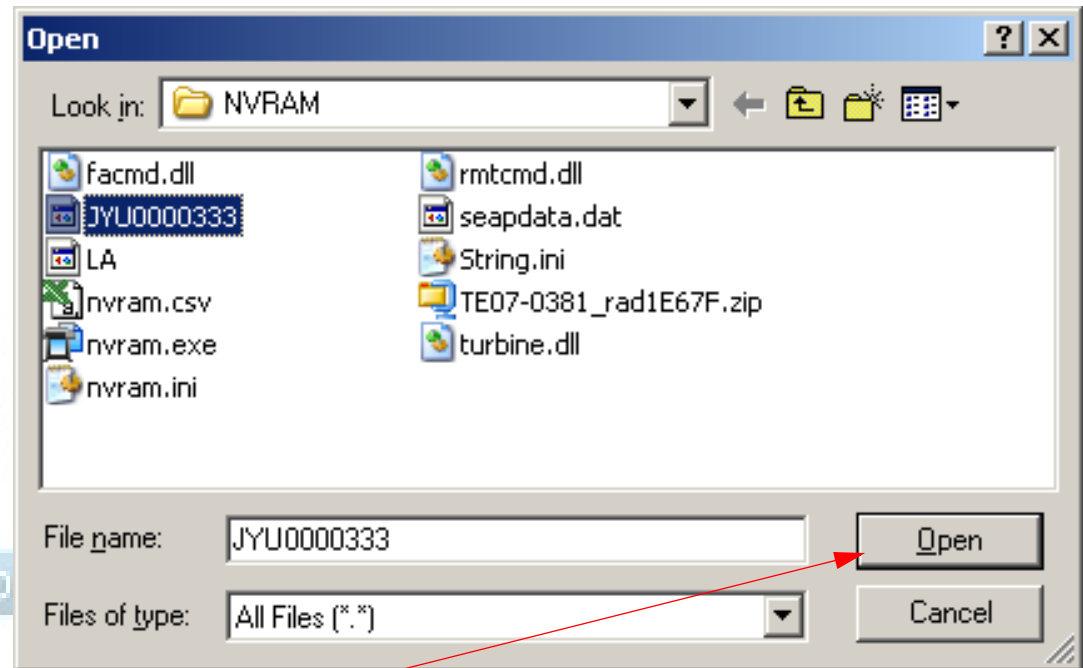 Open
Look in: NVRAM
facmd.dll
JYU0000333
LA
nvram.csv
nvram.exe
nvram.ini
rmtcmd.dll
seapdata.dat
String.ini
TE07-0381_rad1E67F.zip
turbine.dll
File name: JYU0000333
Open
Files of type: All Files (*.*)
Cancel